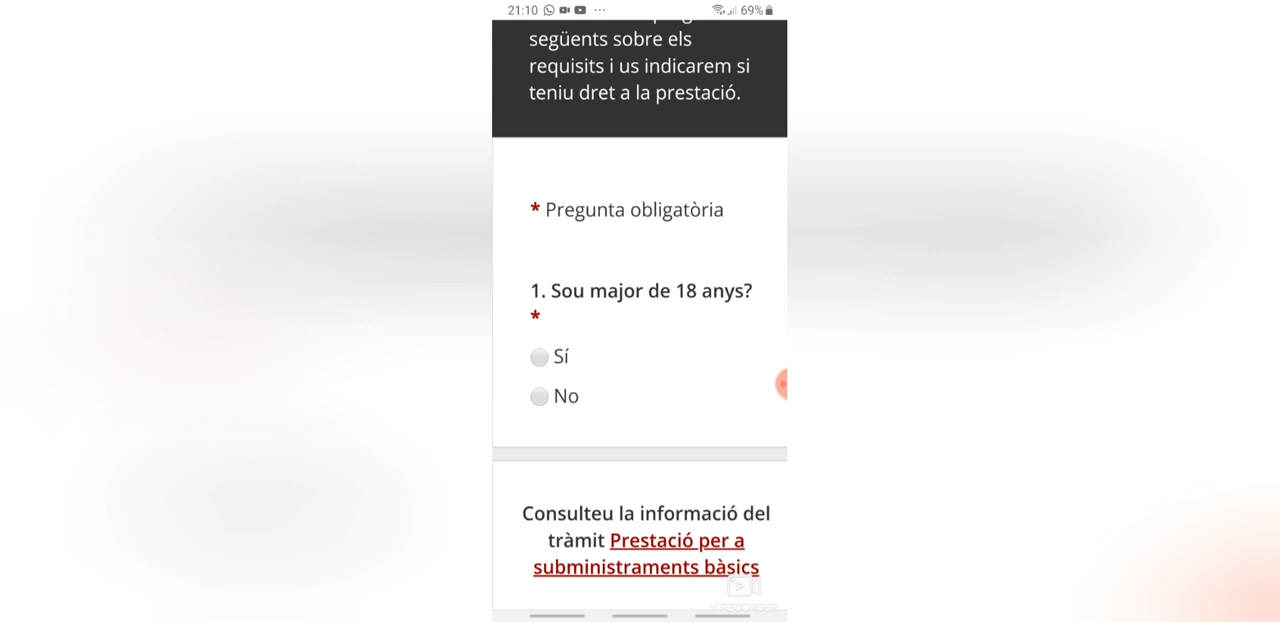 21:10 69%
següents sobre els
requisits i us indicarem si
teniu dret a la prestació.
* Pregunta obligatòria
1. Sou major de 18 anys?
*
Sí
No
Consulteu la informació del
tràmit Prestació per a
subministraments bàsics